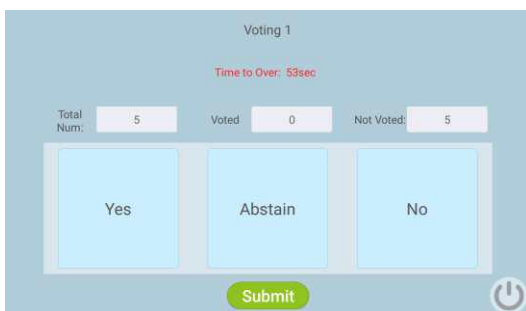 Voting 1
Time to Over: 53sec
Total Num: 5 Voted 0 Not Voted: 5
Yes Abstain No
Submit